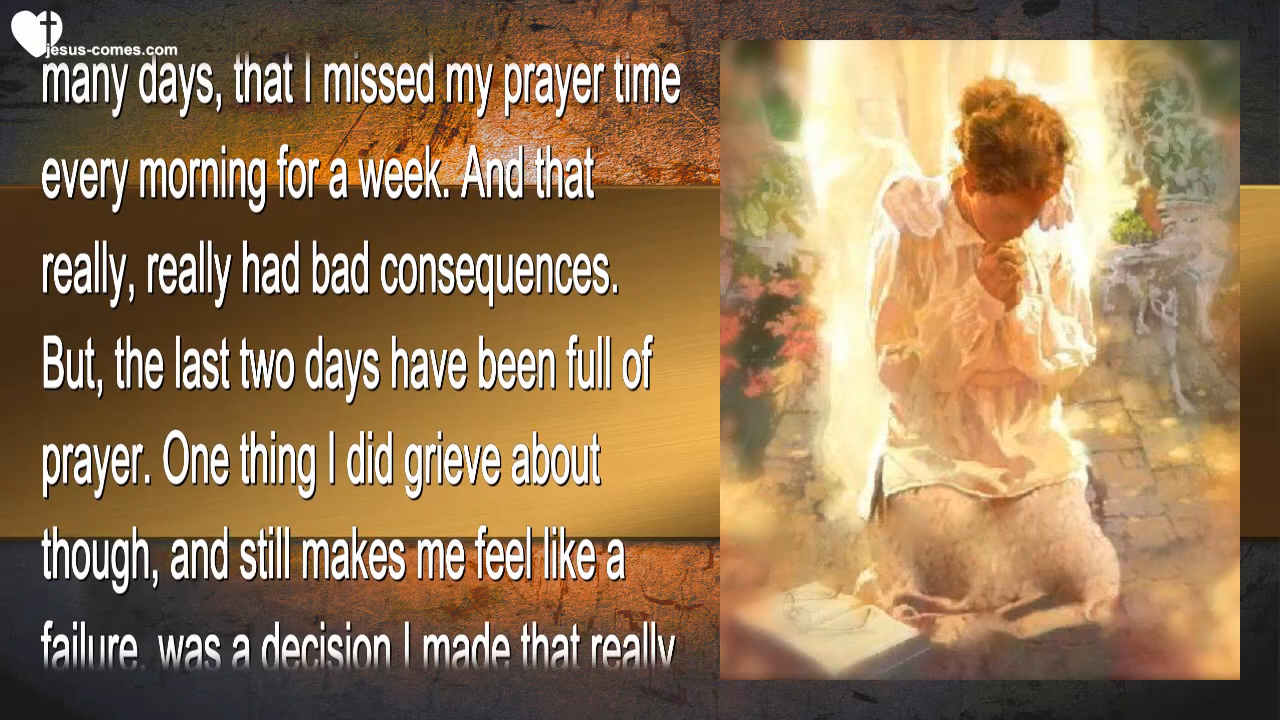 jesus-comes.com
many days, that I missed my prayer time
every morning for a week. And that
really, really had bad consequences.
But, the last two days have been full of
prayer. One thing I did grieve about
though, and still makes me feel like a
failure, was a decision I made that really